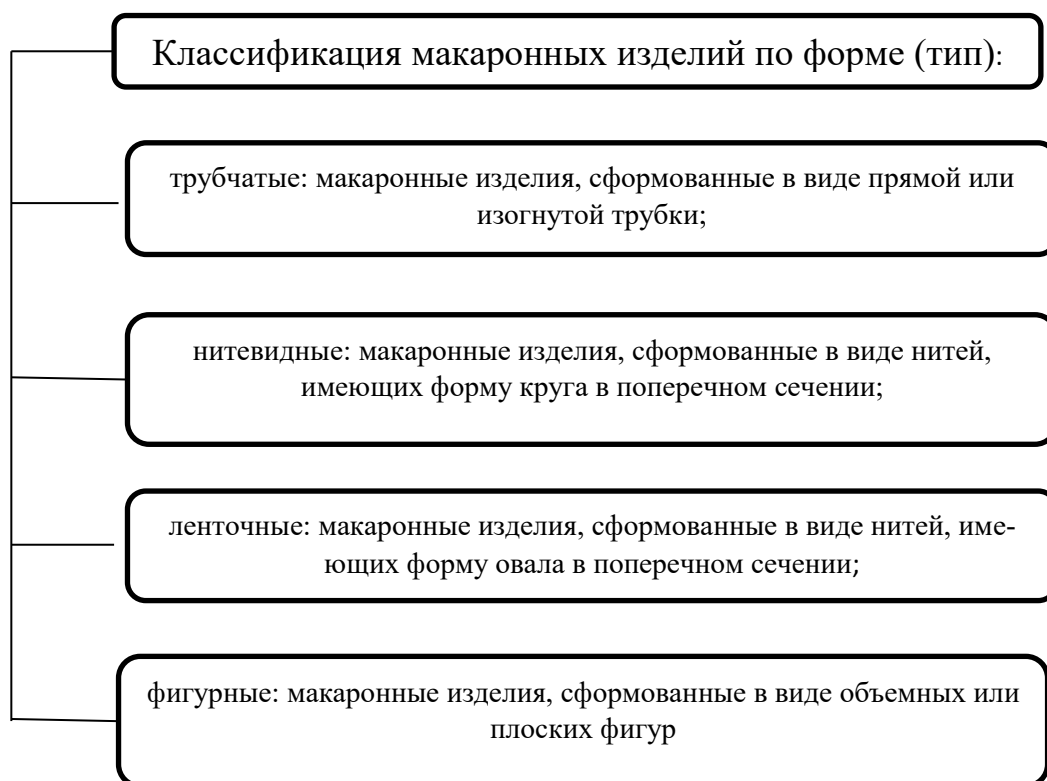 Классификация макаронных изделий по форме (тип):
трубчатые: макаронные изделия, сформованные в виде прямой или
изогнутой трубки;
нитевидные: макаронные изделия, сформованные в виде нитей,
имеющих форму круга в поперечном сечении;
ленточные: макаронные изделия, сформованные в виде нитей, име-
ющих форму овала в поперечном сечении;
фигурные: макаронные изделия, сформованные в виде объемных или
плоских фигур